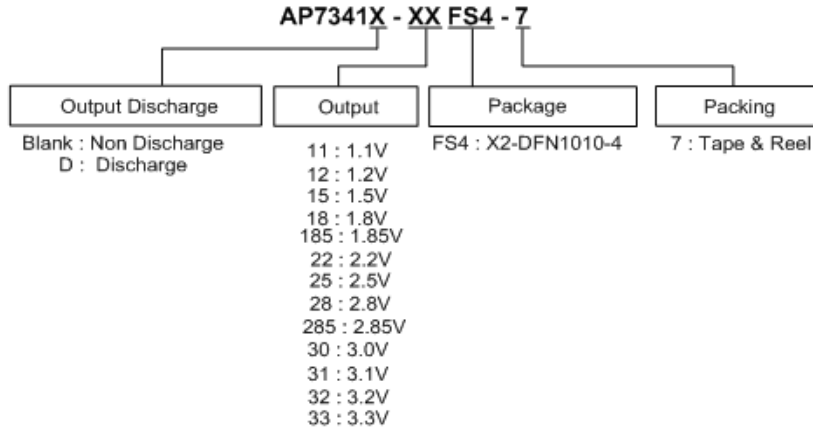 AP7341X - XX FS4 - 7
Output Discharge
Blank : Non Discharge
D : Discharge
Output
11 : 1.1V
12 : 1.2V
15 : 1.5V
18 : 1.8V
185 : 1.85V
22 : 2.2V
25 : 2.5V
28 : 2.8V
285 : 2.85V
30 : 3.0V
31 : 3.1V
32 : 3.2V
33 : 3.3V
Package
FS4 : X2-DFN1010-4
Packing
7 : Tape & Reel